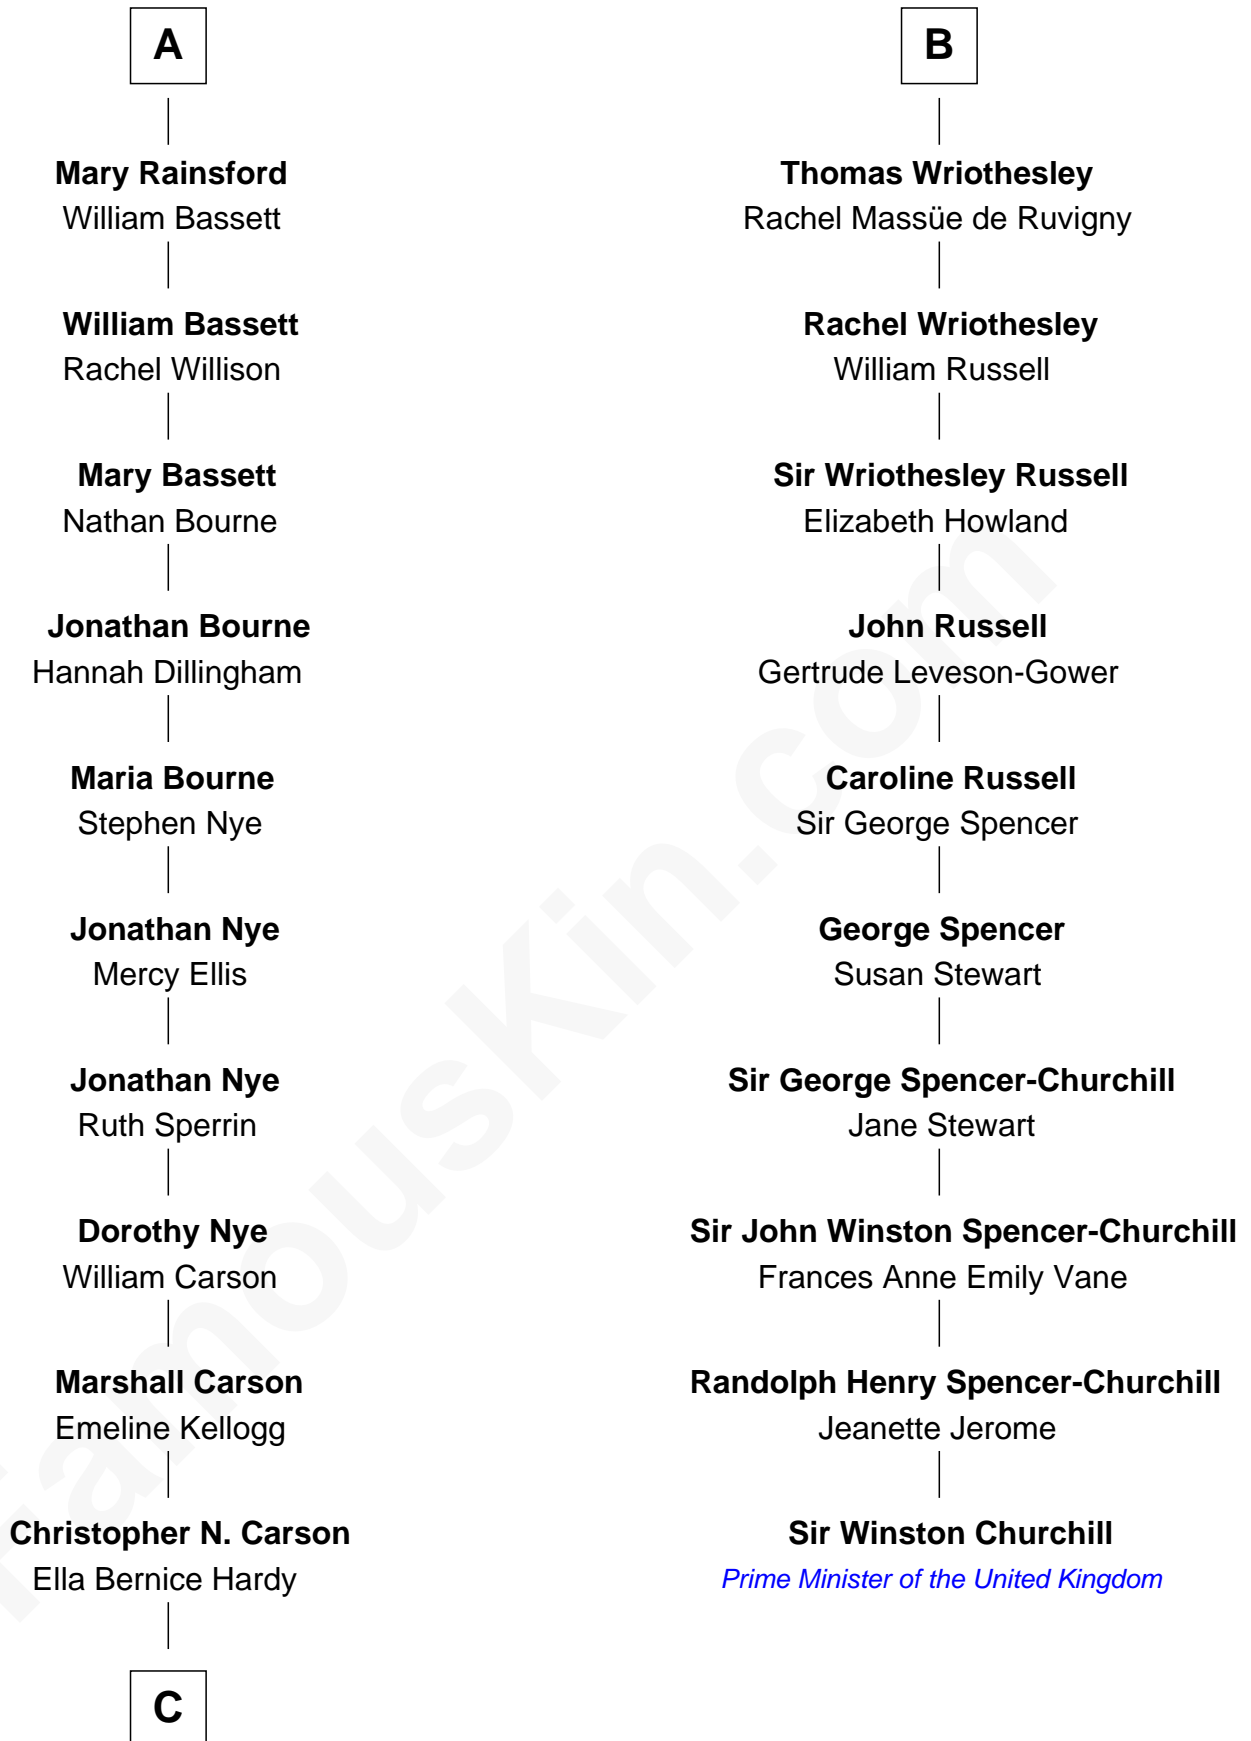 A
Mary Rainsford
William Bassett
William Bassett
Rachel Willison
Mary Bassett
Nathan Bourne
Jonathan Bourne
Hannah Dillingham
Maria Bourne
Stephen Nye
Jonathan Nye
Mercy Ellis
Jonathan Nye
Ruth Sperrin
Dorothy Nye
William Carson
Marshall Carson
Emeline Kellogg
Christopher N. Carson
Ella Bernice Hardy
C
B
Thomas Wriothesley
Rachel Massüe de Ruvigny
Rachel Wriothesley
William Russell
Sir Wriothesley Russell
Elizabeth Howland
John Russell
Gertrude Leveson-Gower
Caroline Russell
Sir George Spencer
George Spencer
Susan Stewart
Sir George Spencer-Churchill
Jane Stewart
Sir John Winston Spencer-Churchill
Frances Anne Emily Vane
Randolph Henry Spencer-Churchill
Jeanette Jerome
Sir Winston Churchill
Prime Minister of the United Kingdom
FamousKin.com